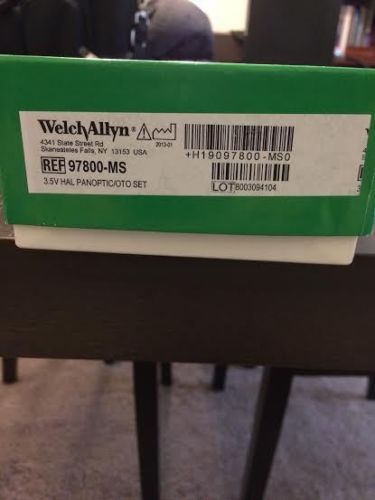 WelchAllyn®
4341 State Street Rd
Skaneateles Falls, NY 13153 USA
2013-01
+H19097800-MS0
REF 97800-MS
3.5V HAL PANOPTIC/OTO SET
LOT 8003094104